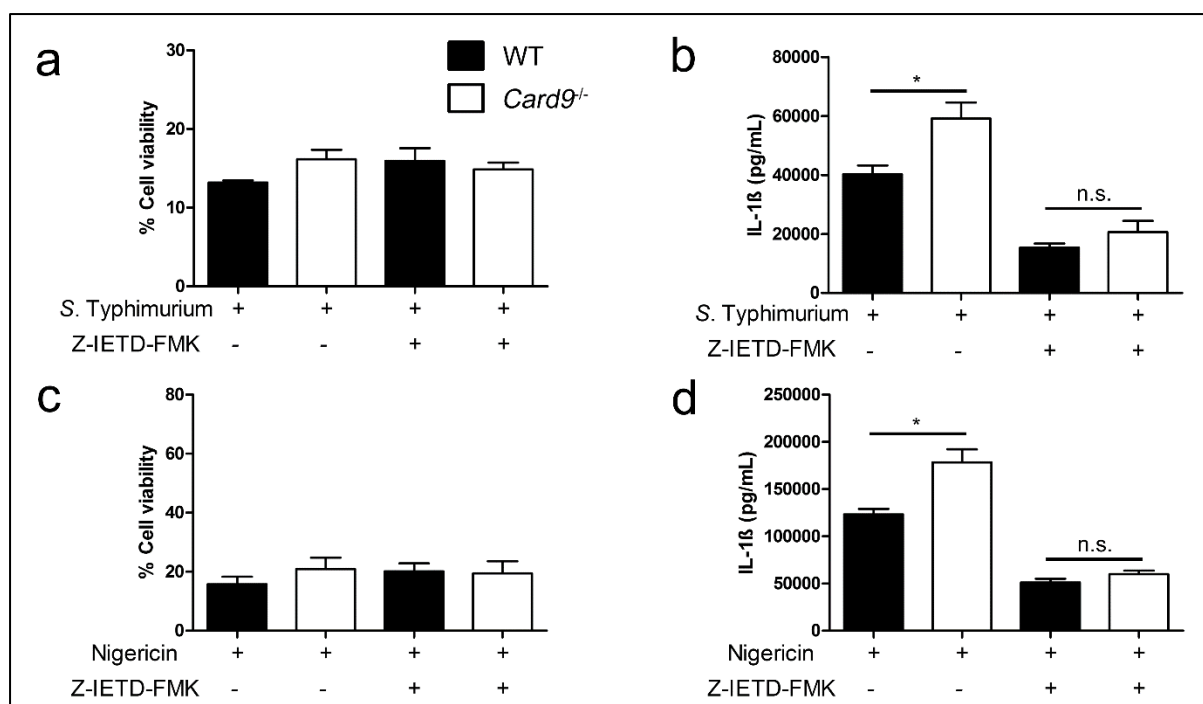 a
WT
Card9-/-
% Cell viability
30
20
10
0
S. Typhimurium + + + +
Z-IETD-FMK - - + +
b
IL-1ß (pg/mL)
80000
60000
40000
20000
0
*
n.s.
S. Typhimurium + + + +
Z-IETD-FMK - - + +
c
% Cell viability
80
60
40
20
0
Nigericin + + + +
Z-IETD-FMK - - + +
d
IL-1ß (pg/mL)
250000
200000
150000
100000
50000
0
*
n.s.
Nigericin + + + +
Z-IETD-FMK - - + +